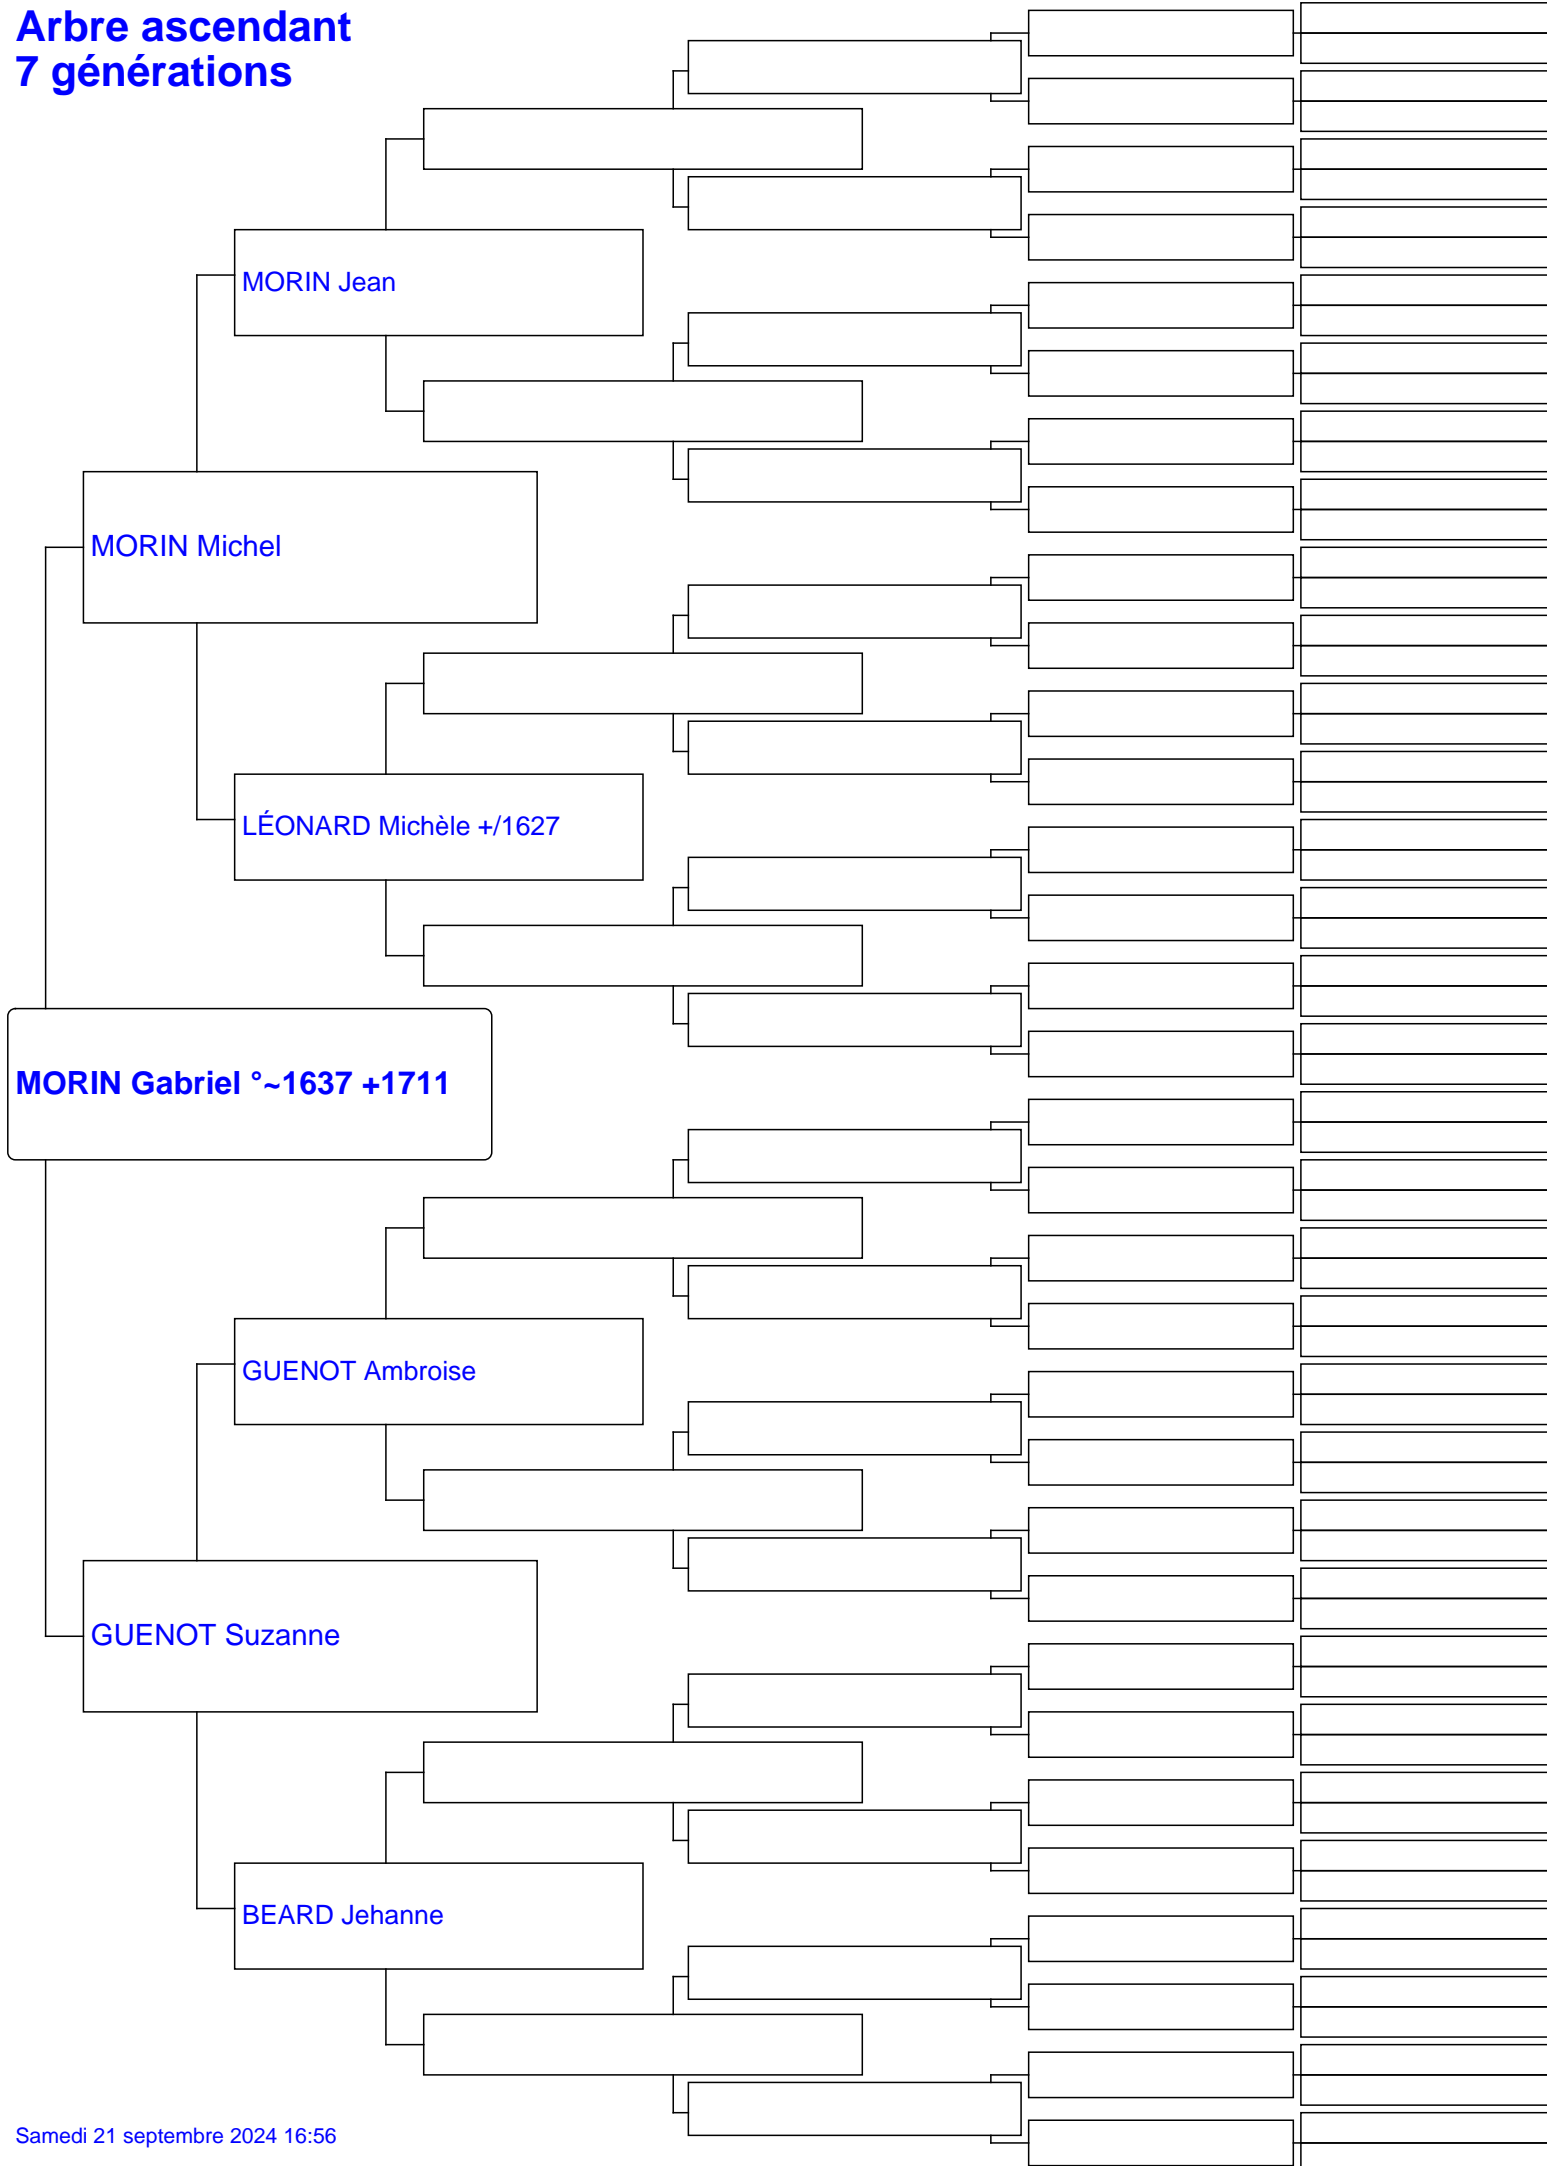 Arbre ascendant
7 générations
MORIN Jean
MORIN Michel
LÉONARD Michèle +/1627
MORIN Gabriel °~1637 +1711
GUENOT Ambroise
GUENOT Suzanne
BEARD Jehanne
Samedi 21 septembre 2024 16:56